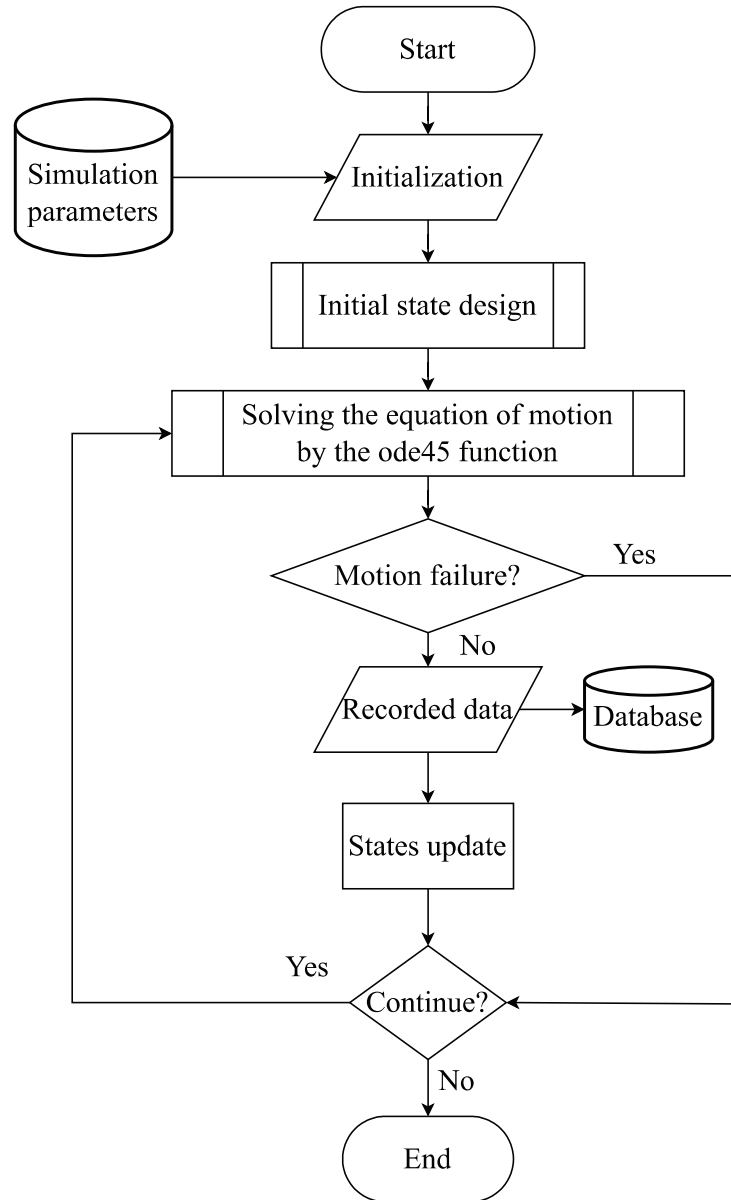 Start
Simulation
parameters
Initialization
Initial state design
Solving the equation of motion
by the ode45 function
Motion failure?
Yes
No
Recorded data
Database
States update
Yes
Continue?
No
End